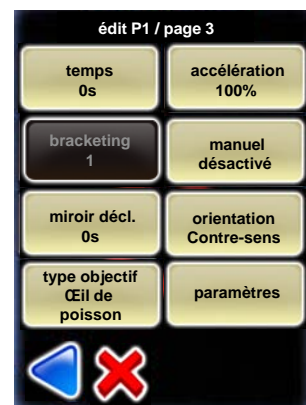 édit P1 / page 3
temps
0s
accélération
100%
bracketing
1
manuel
désactivé
miroir décl.
0s
orientation
Contre-sens
type objectif
Œil de
poisson
paramètres